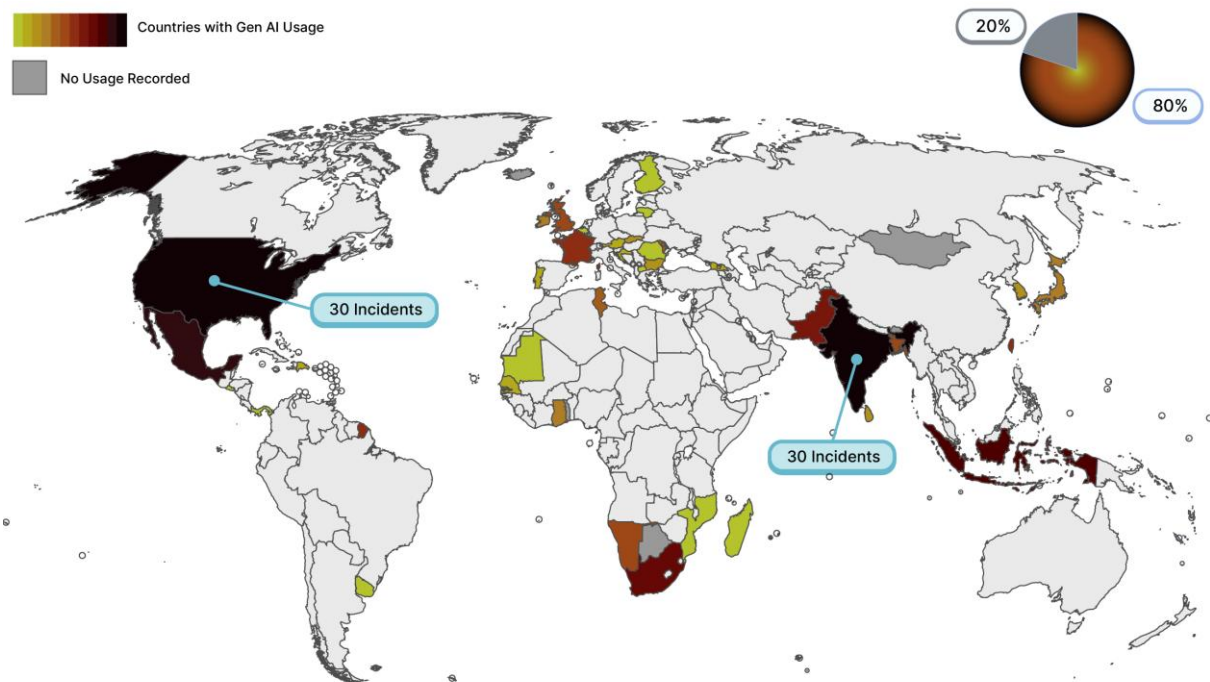 Countries with Gen AI Usage
No Usage Recorded
20%
80%
30 Incidents
30 Incidents